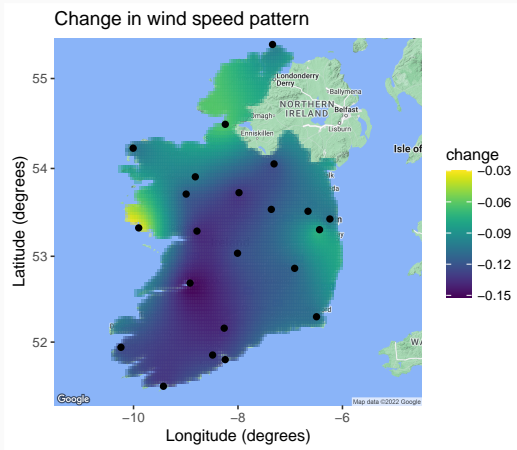 Change in wind speed pattern
Londonderry
Derry
Ballymena
NORTHERN
IRELAND
Belfast
Lisburn
Enniskillen
Isle of
Google
Map data ©2022 Google
55
54
53
52
−10
−8
−6
Latitude (degrees)
Longitude (degrees)
change
−0.03
−0.06
−0.09
−0.12
−0.15